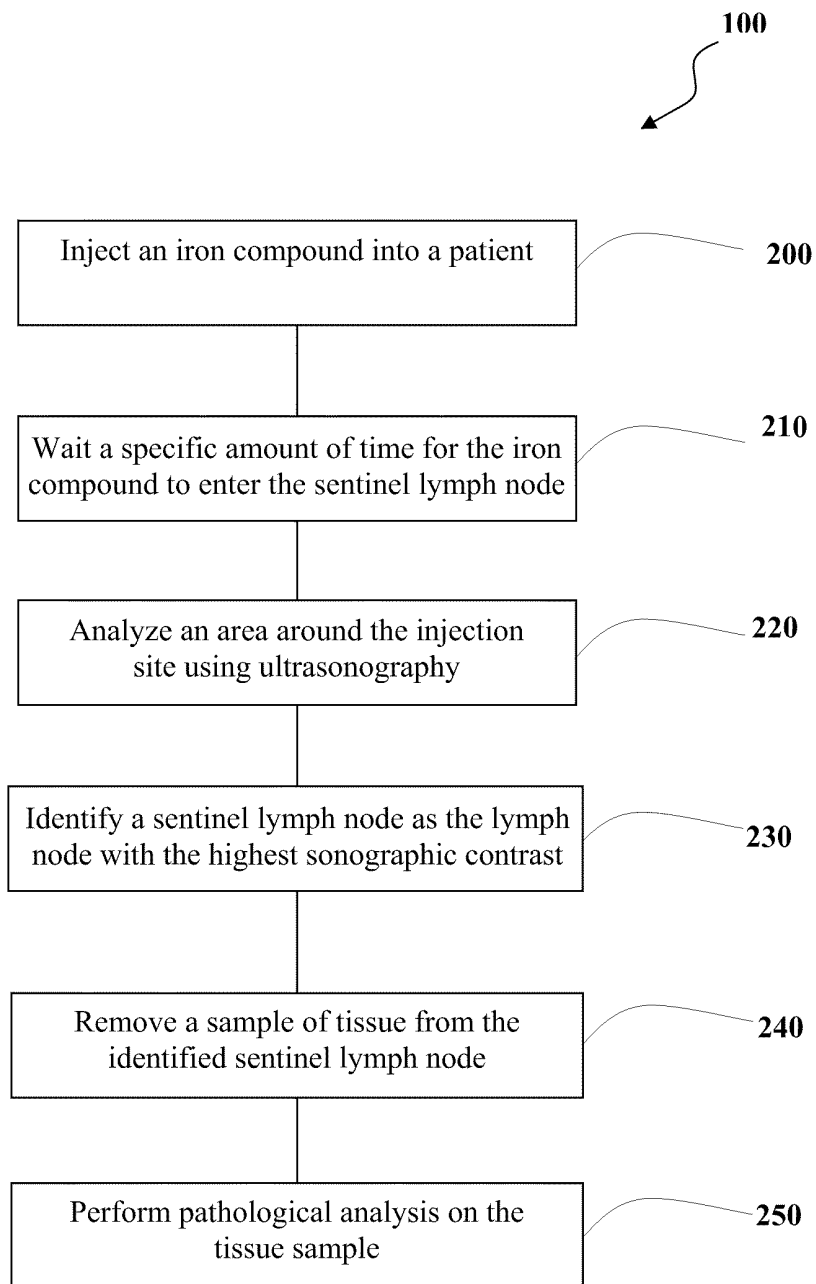 100
Inject an iron compound into a patient
200
Wait a specific amount of time for the iron
compound to enter the sentinel lymph node
210
Analyze an area around the injection
site using ultrasonography
220
Identify a sentinel lymph node as the lymph
node with the highest sonographic contrast
230
Remove a sample of tissue from the
identified sentinel lymph node
240
Perform pathological analysis on the
tissue sample
250